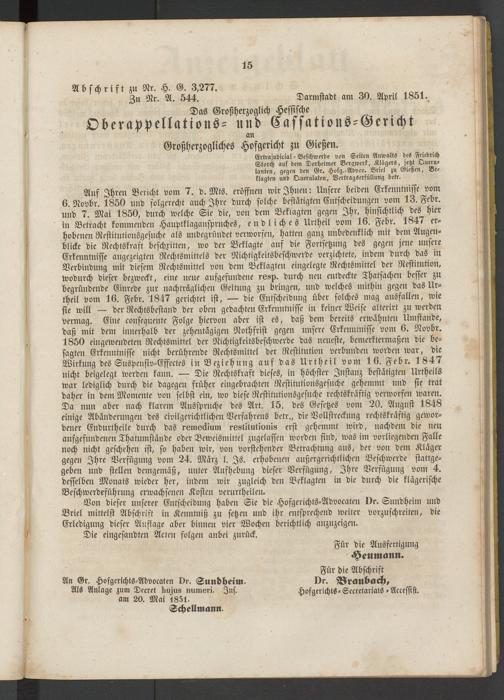 15
Abschrift zu Nr. H. G. 3,277.
Zu Nr. A. 544. Darmstadt am 30. April 1851.
Das Großherzoglich Hessische
Oberappellations- und Cassations-Gericht
an
Großherzogliches Hofgericht zu Gießen.
Extrajudicial-Beschwerde von Seiten Anwalts des Friedrich
Storch auf dem Dorheimer Bergwerk, Klägers, jetzt Queru-
lanten, gegen den Gr. Hofg.-Advoc. Briel zu Gießen, Be-
klagten und Querulaten, Vertragserfüllung betr.
Auf Ihren Bericht vom 7. d. Mts. eröffnen wir Ihnen: Unsere beiden Erkenntnisse vom
6. Novbr. 1850 und folgerecht auch Ihre durch solche bestätigten Entscheidungen vom 13. Febr.
und 7. Mai 1850, durch welche Sie die, von dem Beklagten gegen Ihr, hinsichtlich des hier
in Betracht kommenden Hauptklaganspruches, endliches Urtheil vom 16. Febr. 1847 er-
hobenen Restitutionsgesuche als unbegründet verworfen, hatten ganz unbedenklich mit dem Augen-
blicke die Rechtskraft beschritten, wo der Beklagte auf die Fortsetzung des gegen jene unsere
Erkenntnisse angezeigten Rechtsmittels der Nichtigkeitsbeschwerde verzichtete, indem durch das in
Verbindung mit diesem Rechtsmittel von dem Beklagten eingelegte Rechtsmittel der Restitution,
wodurch dieser bezweckt, eine neue aufgefundene resp. durch neu entdeckte Thatsachen besser zu
begründende Einrede zur nachträglichen Geltung zu bringen, und welches mithin gegen das Ur-
theil vom 16. Febr. 1847 gerichtet ist, — die Entscheidung über solches mag ausfallen, wie
sie will — der Rechtsbestand der oben gedachten Erkenntnisse in keiner Weise alterirt zu werden
vermag. Eine consequente Folge hiervon aber ist es, daß dem bereits erwähnten Umstande,
daß mit dem innerhalb der zehentägigen Nothfrist gegen unsere Erkenntnisse vom 6. Novbr.
1850 eingewendeten Rechtsmittel der Nichtigkeitsbeschwerde das neueste, bemerktermaßen die be-
sagten Erkenntnisse nicht berührende Rechtsmittel der Restitution verbunden worden war, die
Wirkung des Suspensiv-Effectes in Beziehung auf das Urtheil vom 16. Febr. 1847
nicht beigelegt werden kann. — Die Rechtskraft dieses, in höchster Instanz bestätigten Urtheils
war lediglich durch die dagegen früher eingebrachten Restitutionsgesuche gehemmt und sie trat
daher in dem Momente von selbst ein, wo diese Restitutionsgesuche rechtskräftig verworfen waren.
Da nun aber nach klarem Ausspruche des Art. 15. des Gesetzes vom 20. August 1848
einige Abänderungen des civilgerichtlichen Verfahrens betr., die Vollstreckung rechtskräftig gewor-
dener Endurtheile durch das remedium restitutionis erst gehemmt wird, nachdem die neu
aufgefundenen Thatumstände oder Beweismittel zugelassen worden sind, was im vorliegenden Falle
noch nicht geschehen ist, so haben wir, von vorstehender Betrachtung aus, der von dem Kläger
gegen Ihre Verfügung vom 24. März l. Js. erhobenen außergerichtlichen Beschwerde stattge-
geben und stellen demgemäß, unter Aufhebung dieser Verfügung, Ihre Verfügung vom 4.
desselben Monats wieder her, indem wir zugleich den Beklagten in die durch die klägerische
Beschwerdeführung erwachsenen Kosten verurtheilen.
Von dieser unserer Entscheidung haben Sie die Hofgerichts-Advocaten Dr. Sundheim und
Briel mittelst Abschrift in Kenntniß zu setzen und ihr entsprechend weiter vorzuschreiten, die
Erledigung dieser Auflage aber binnen vier Wochen berichtlich anzuzeigen.
Die eingesandten Acten folgen anbei zurück.
Für die Ausfertigung
Heumann.
Für die Abschrift
Dr. Braubach,
Hofgerichts-Secretariats-Accessist.
An Gr. Hofgerichts-Advocaten Dr. Sundheim.
Als Anlage zum Decret hujus numeri. Inf.
am 20. Mai 1851.
Schellmann.